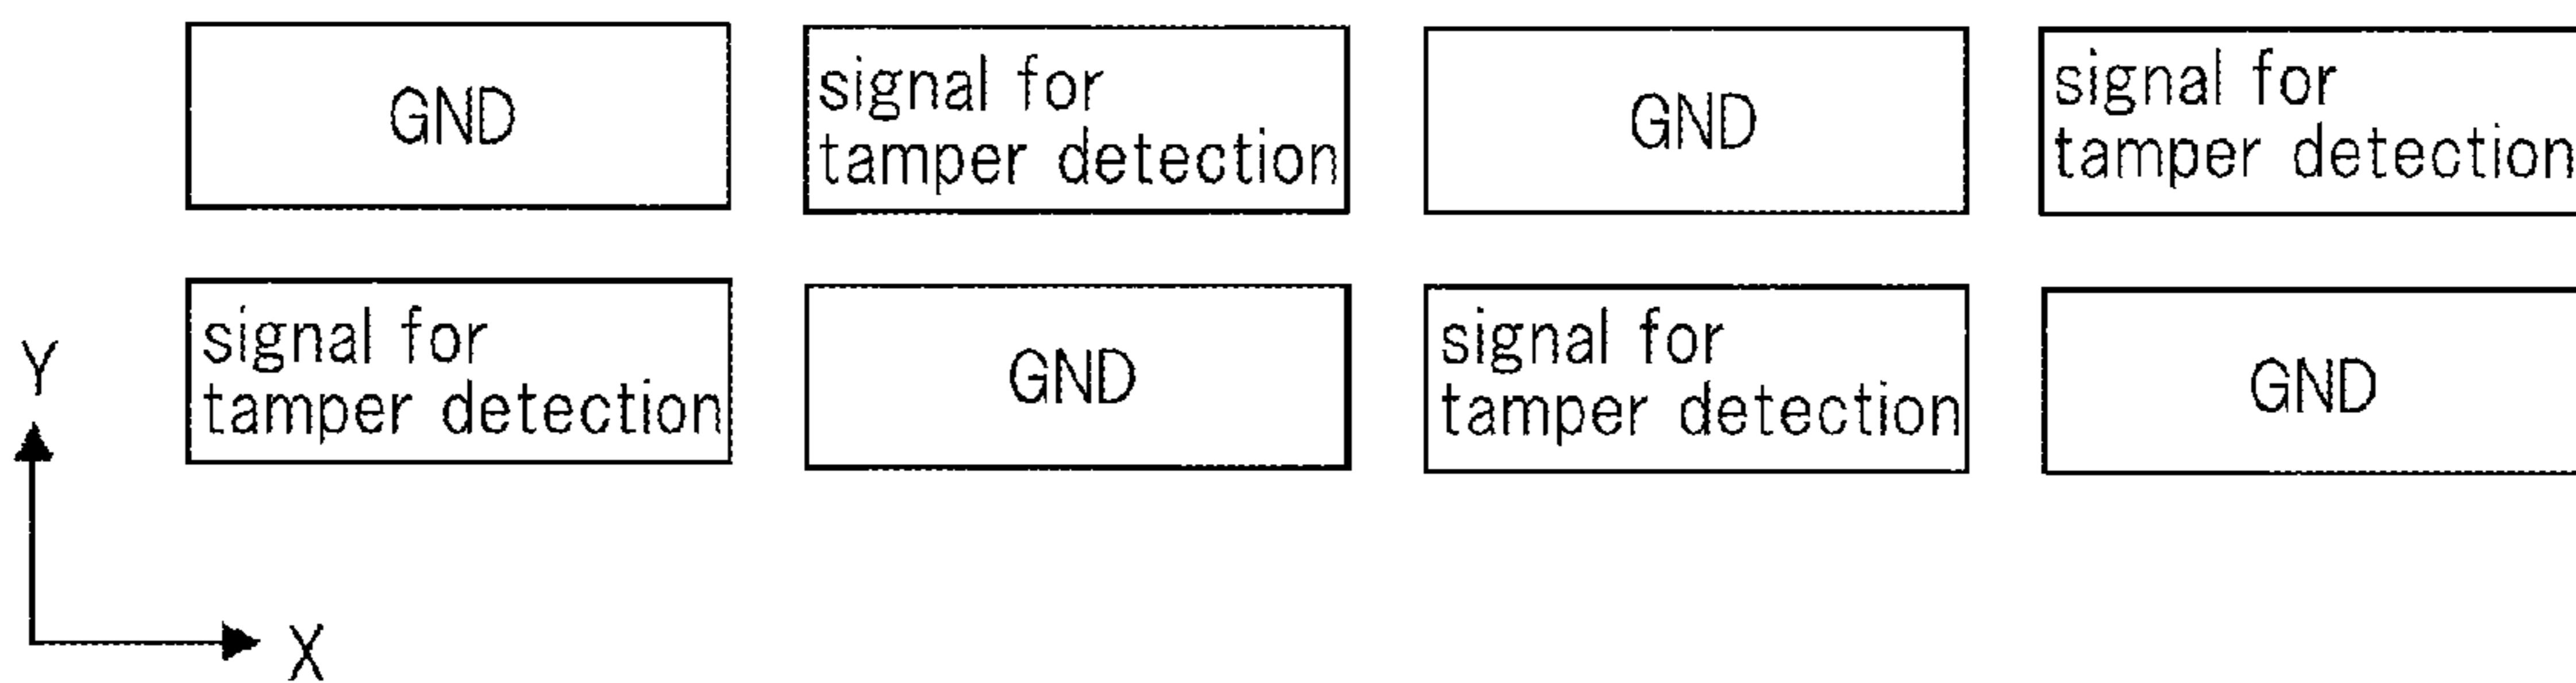 GND
signal for
tamper detection
GND
signal for
tamper detection
signal for
tamper detection
GND
signal for
tamper detection
GND
Y
X